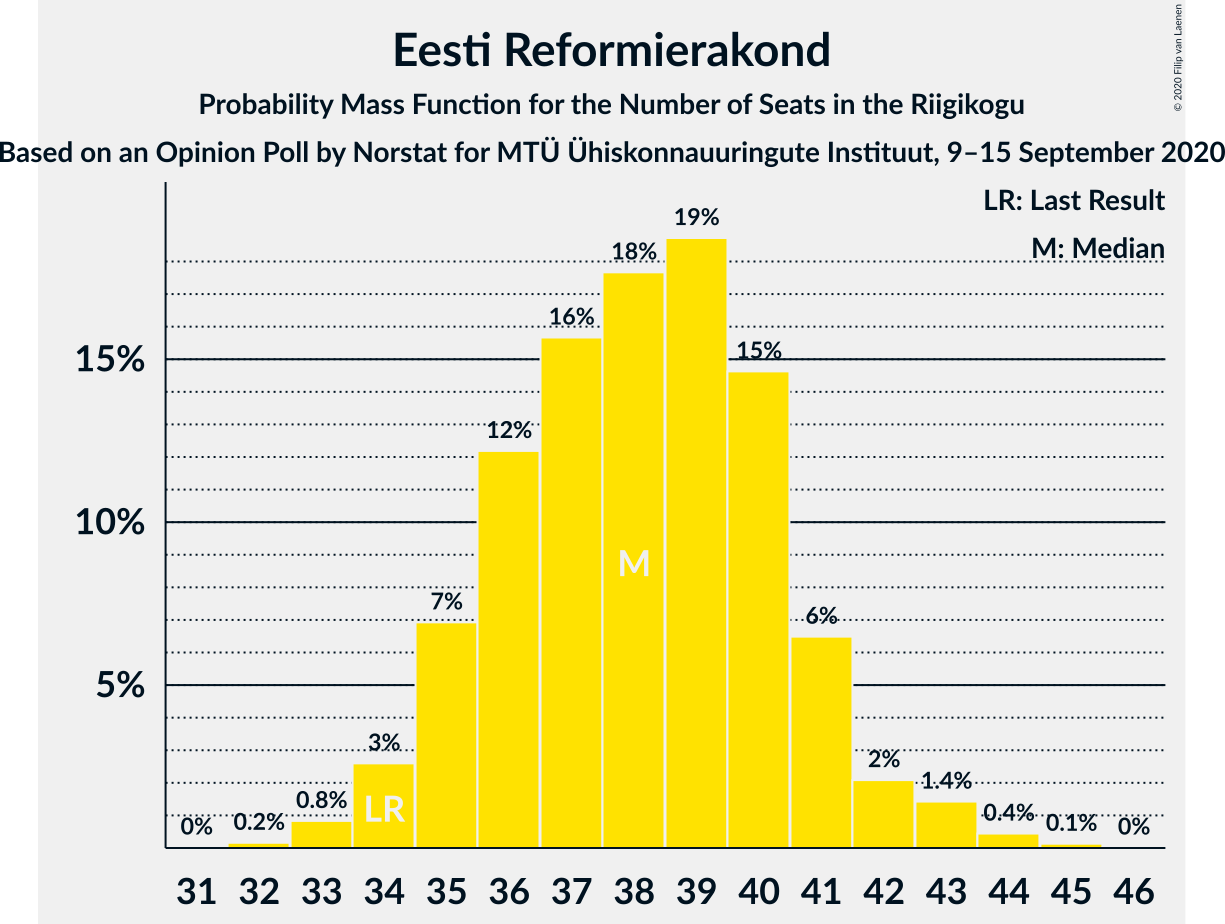 Eesti Reformierakond
Probability Mass Function for the Number of Seats in the Riigikogu
Based on an Opinion Poll by Norstat for MTÜ Ühiskonnauuringute Instituut, 9–15 September 2020
© 2020 Filip van Laenen
LR: Last Result
M: Median
19%
18%
16%
15%
15%
12%
10%
M
7%
6%
5%
3%
2%
1.4%
0.8%
LR
0.4%
0% 0.2% 0.1% 0%
31 32 33 34 35 36 37 38 39 40 41 42 43 44 45 46